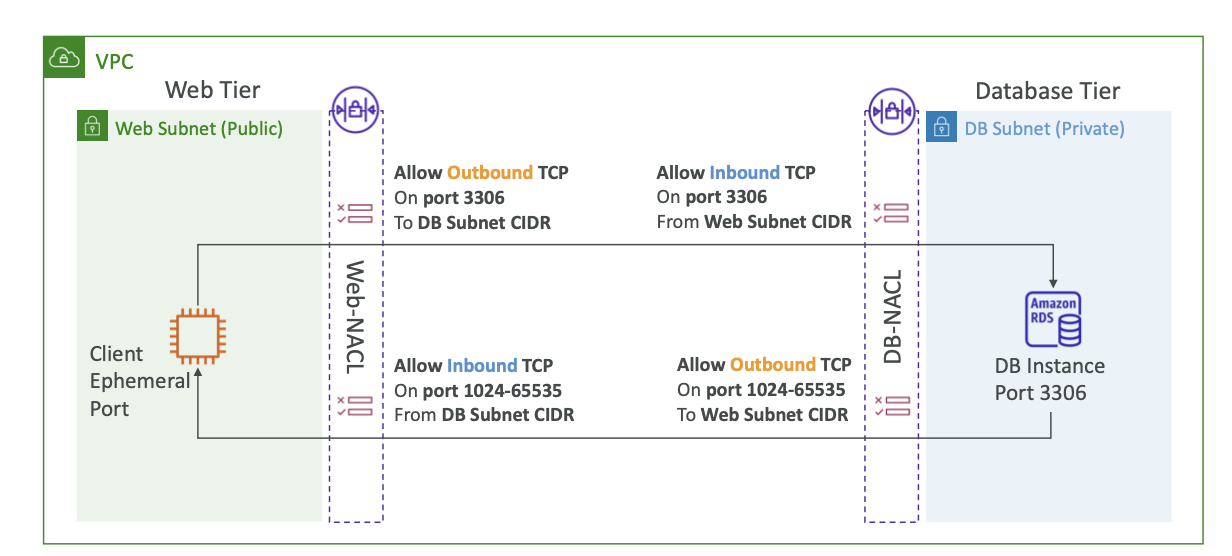 VPC
Web Tier
Database Tier
Web Subnet (Public)
DB Subnet (Private)
Allow Outbound TCP
On port 3306
To DB Subnet CIDR
Allow Inbound TCP
On port 3306
From Web Subnet CIDR
Web-NACL
DB-NACL
Client
Ephemeral
Port
Allow Inbound TCP
On port 1024-65535
From DB Subnet CIDR
Allow Outbound TCP
On port 1024-65535
To Web Subnet CIDR
Amazon
RDS
DB Instance
Port 3306